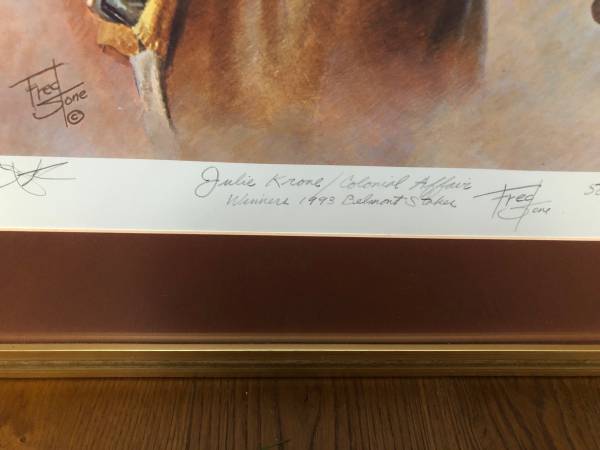 Fred
Stone
©
Julie Krone/Colonial Affair
Winners 1993 Belmont Stakes
Fred
Stone